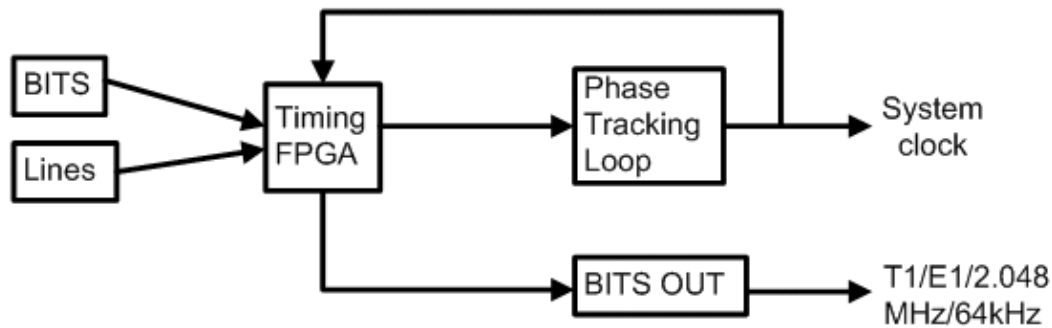 BITS
Lines
Timing
FPGA
Phase
Tracking
Loop
System
clock
BITS OUT
T1/E1/2.048
MHz/64kHz